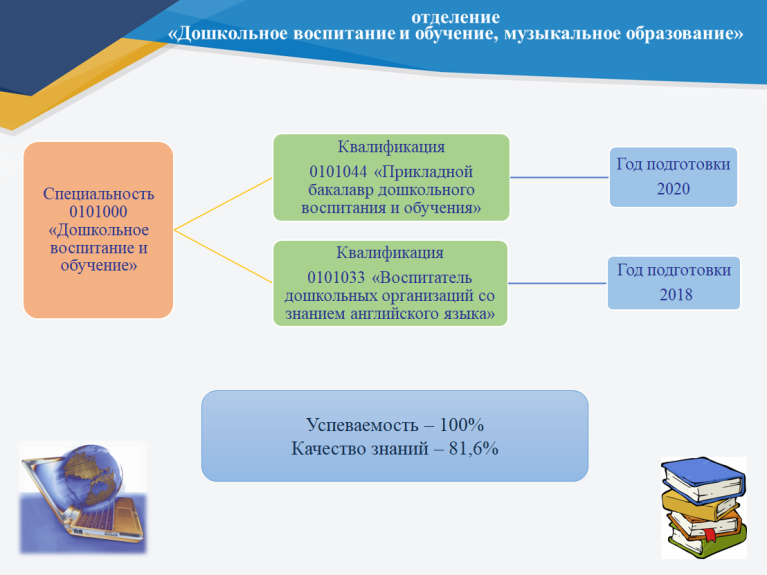 отделение
«Дошкольное воспитание и обучение, музыкальное образование»
Специальность
0101000
«Дошкольное
воспитание и
обучение»
Квалификация
0101044 «Прикладной
бакалавр дошкольного
воспитания и обучения»
Год подготовки
2020
Квалификация
0101033 «Воспитатель
дошкольных организаций со
знанием английского языка»
Год подготовки
2018
Успеваемость – 100%
Качество знаний – 81,6%